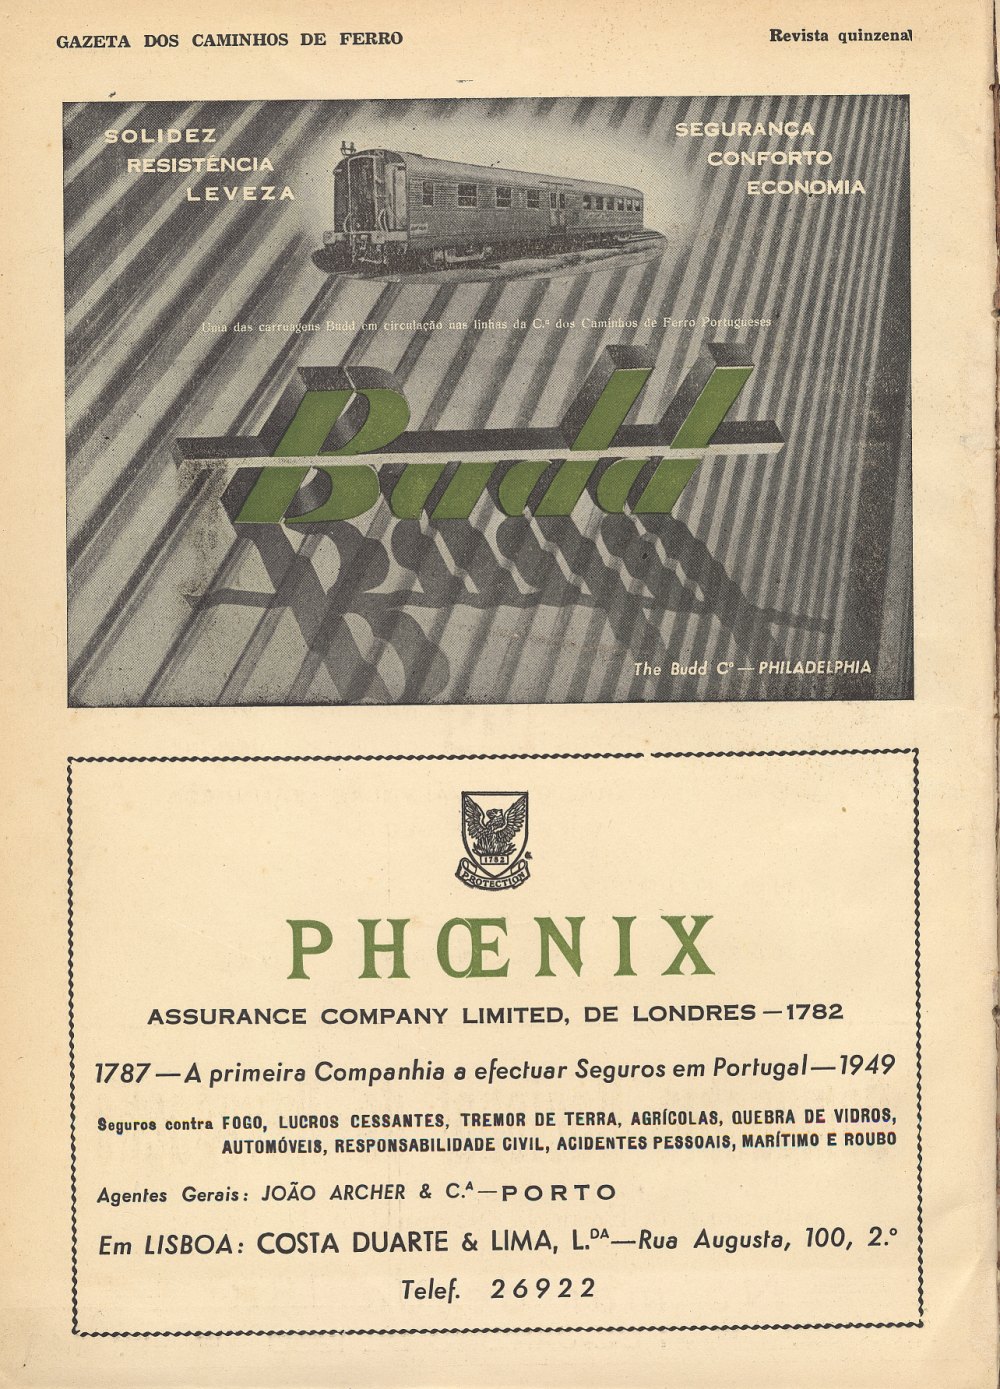 GAZETA DOS CAMINHOS DE FERRO
Revista quinzenal
SOLIDEZ
RESISTÊNCIA
LEVEZA
SEGURANÇA
CONFORTO
ECONOMIA
Uma das carruagens Budd em circulação nas linhas da C.ª dos Caminhos de Ferro Portugueses
Budd
The Budd Cº — PHILADELPHIA
1782
PROTECTION
PHŒNIX
ASSURANCE COMPANY LIMITED, DE LONDRES — 1782
1787 — A primeira Companhia a efectuar Seguros em Portugal — 1949
Seguros contra FOGO, LUCROS CESSANTES, TREMOR DE TERRA, AGRÍCOLAS, QUEBRA DE VIDROS,
AUTOMÓVEIS, RESPONSABILIDADE CIVIL, ACIDENTES PESSOAIS, MARÍTIMO E ROUBO
Agentes Gerais: JOÃO ARCHER & C.ᴬ — PORTO
Em LISBOA: COSTA DUARTE & LIMA, L.ᴰᴬ — Rua Augusta, 100, 2.º
Telef. 26922